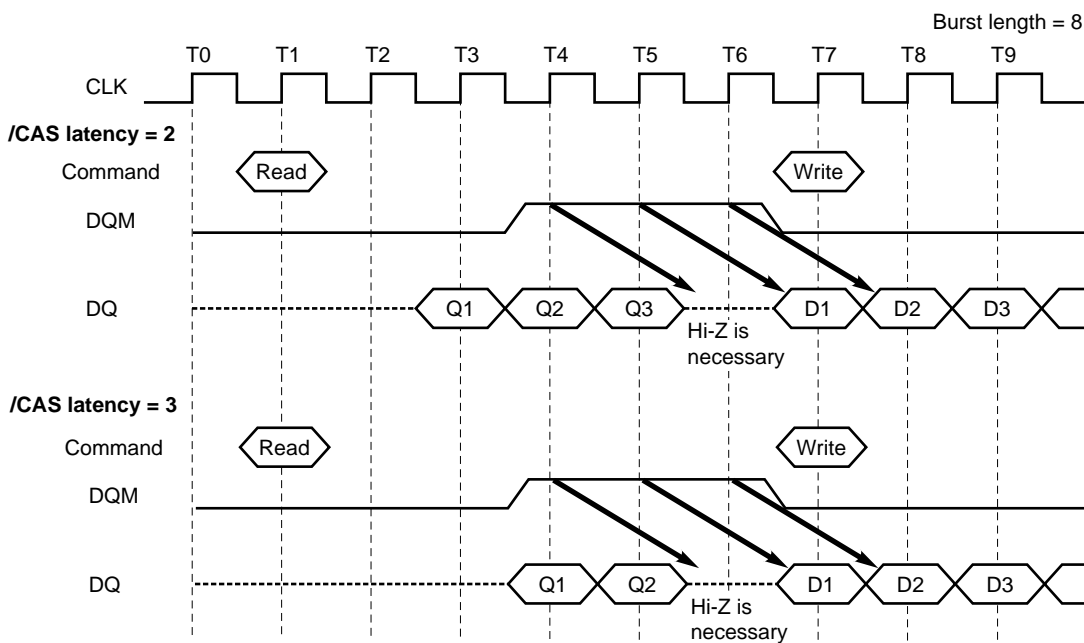 Burst length = 8
T0 T1 T2 T3 T4 T5 T6 T7 T8 T9
CLK
/CAS latency = 2
Command Read Write
DQM
DQ Q1 Q2 Q3 D1 D2 D3
Hi-Z is
necessary
/CAS latency = 3
Command Read Write
DQM
DQ Q1 Q2 D1 D2 D3
Hi-Z is
necessary